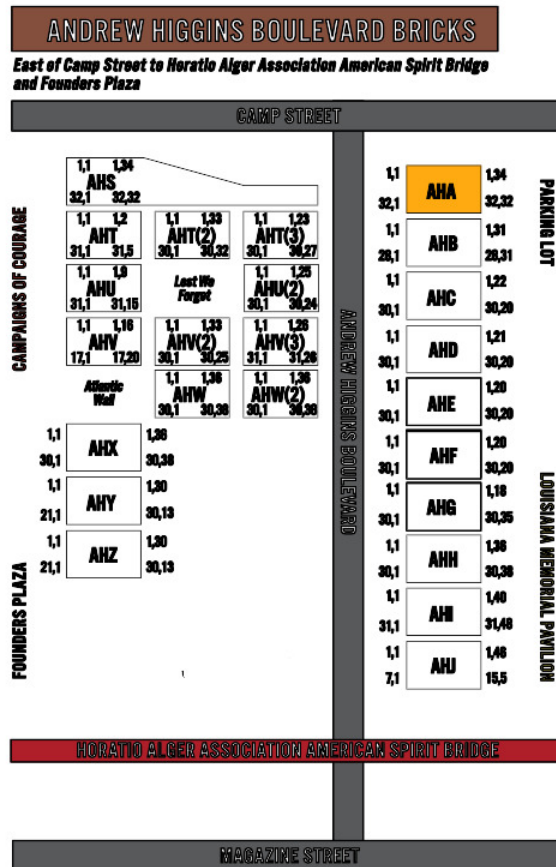 ANDREW HIGGINS BOULEVARD BRICKS
East of Camp Street to Horatio Alger Association American Spirit Bridge
and Founders Plaza
CAMP STREET
CAMPAIGNS OF COURAGE
FOUNDERS PLAZA
1,1 1,34
AHS
32,1 32,32
1,1 1,2
AHT
31,1 31,5
1,1 1,33
AHT(2)
30,1 30,32
1,1 1,23
AHT(3)
30,1 30,27
1,1 1,9
AHU
31,1 31,15
Lest We
Forget
1,1 1,25
AHU(2)
30,1 30,24
1,1 1,16
AHV
17,1 17,20
1,1 1,33
AHV(2)
30,1 30,25
1,1 1,26
AHV(3)
31,1 31,26
Atlantic
Wall
1,1 1,36
AHW
30,1 30,36
1,1 1,36
AHW(2)
30,1 36,36
1,1 1,36
AHX
30,1 30,38
1,1 1,30
AHY
21,1 30,13
1,1 1,30
AHZ
21,1 30,13
ANDREW HIGGINS BOULEVARD
1,1 1,34
AHA
32,1 32,32
1,1 1,31
AHB
28,1 28,31
1,1 1,22
AHC
30,1 30,20
1,1 1,21
AHD
30,1 30,20
1,1 1,20
AHE
30,1 30,20
1,1 1,20
AHF
30,1 30,20
1,1 1,18
AHG
30,1 30,35
1,1 1,36
AHH
30,1 30,38
1,1 1,40
AHI
31,1 31,48
1,1 1,46
AHJ
7,1 15,5
PARKING LOT
LOUISIANA MEMORIAL PAVILION
HORATIO ALGER ASSOCIATION AMERICAN SPIRIT BRIDGE
MAGAZINE STREET